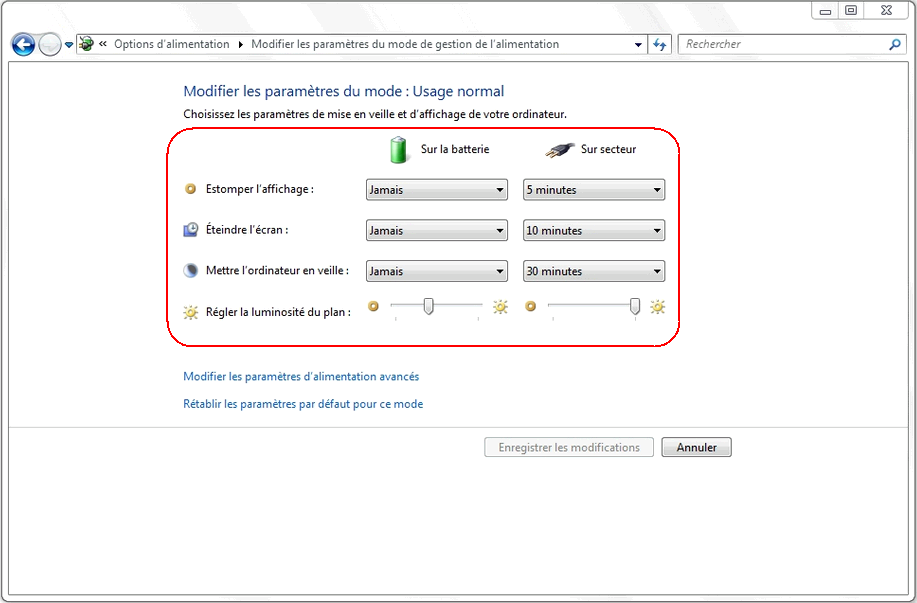 « Options d'alimentation ▸ Modifier les paramètres du mode de gestion de l'alimentation
Rechercher
Modifier les paramètres du mode : Usage normal
Choisissez les paramètres de mise en veille et d'affichage de votre ordinateur.
Sur la batterie Sur secteur
Estomper l'affichage : Jamais 5 minutes
Éteindre l'écran : Jamais 10 minutes
Mettre l'ordinateur en veille : Jamais 30 minutes
Régler la luminosité du plan :
Modifier les paramètres d'alimentation avancés
Rétablir les paramètres par défaut pour ce mode
Enregistrer les modifications Annuler